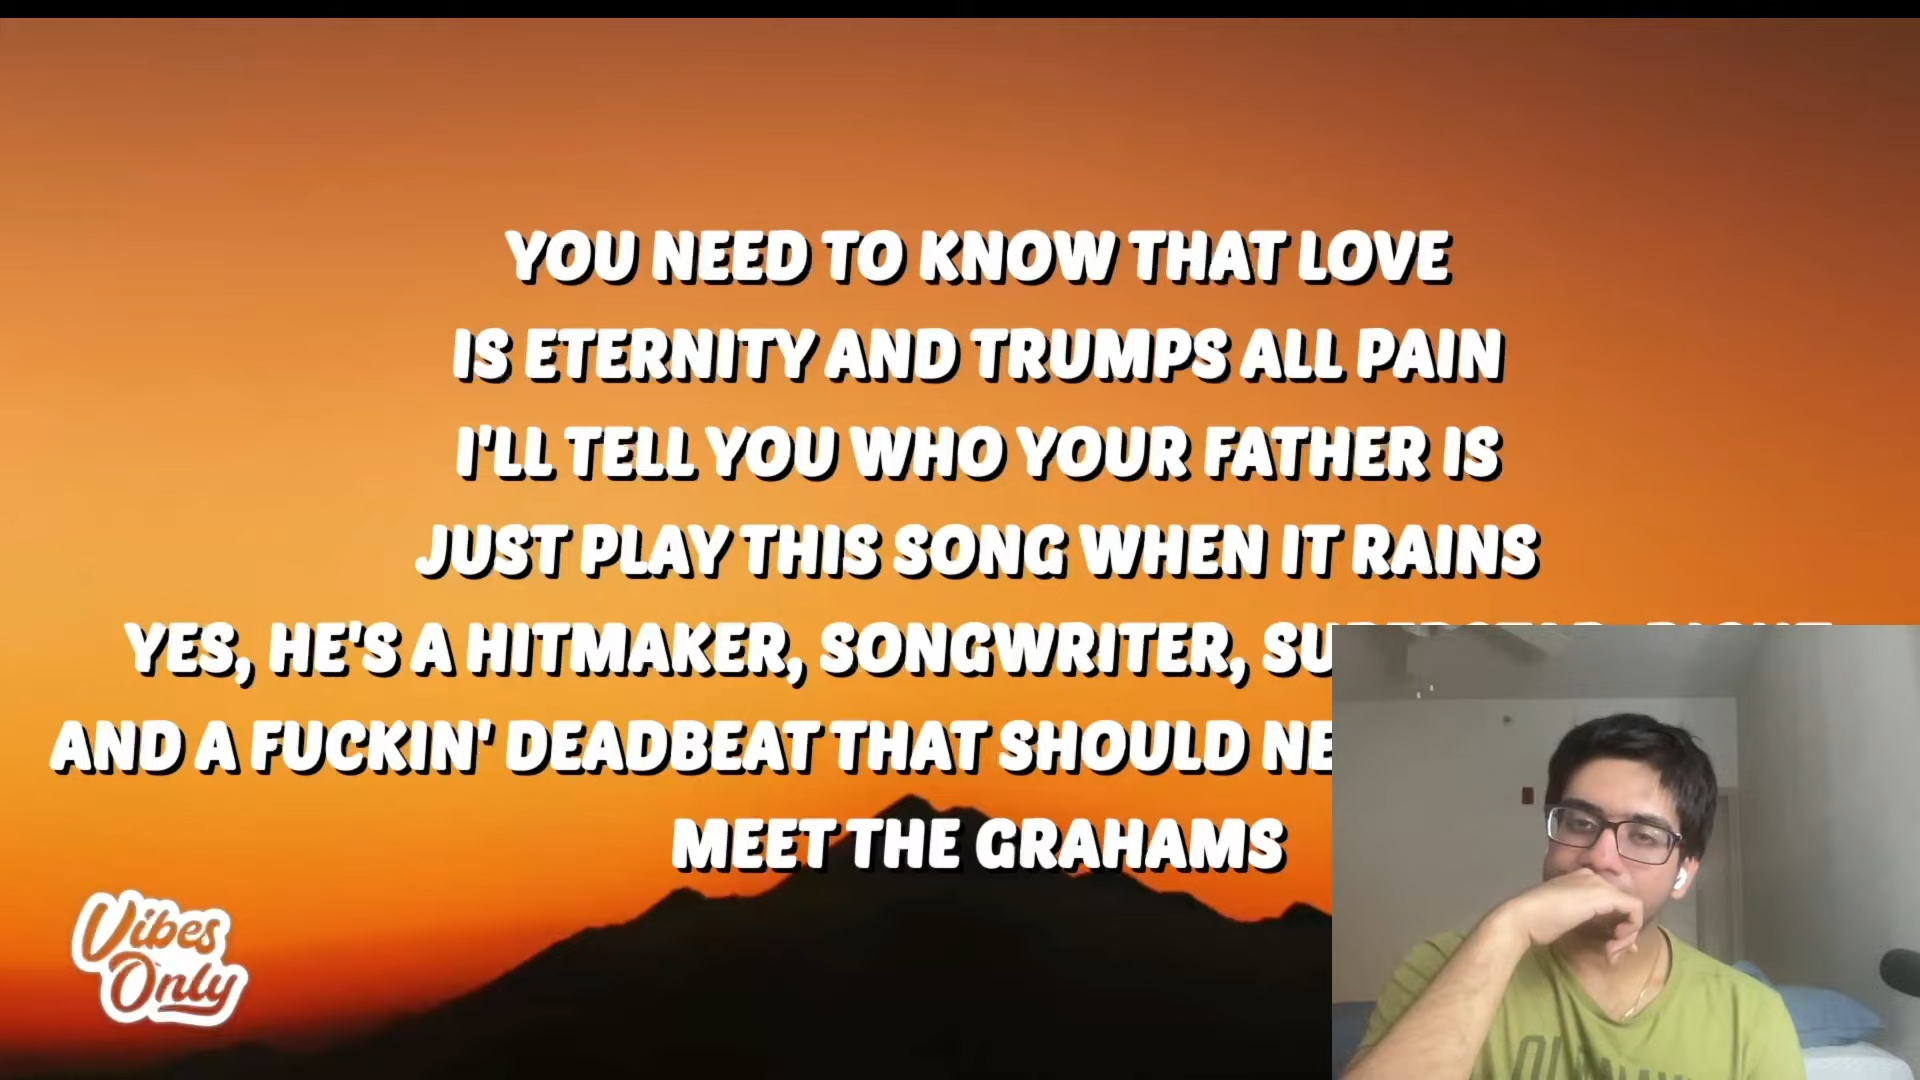 YOU NEED TO KNOW THAT LOVE
IS ETERNITY AND TRUMPS ALL PAIN
I'LL TELL YOU WHO YOUR FATHER IS
JUST PLAY THIS SONG WHEN IT RAINS
YES, HE'S A HITMAKER, SONGWRITER,
AND A FUCKIN' DEADBEAT THAT SHOULD
MEET THE GRAHAMS
Vibes
Only